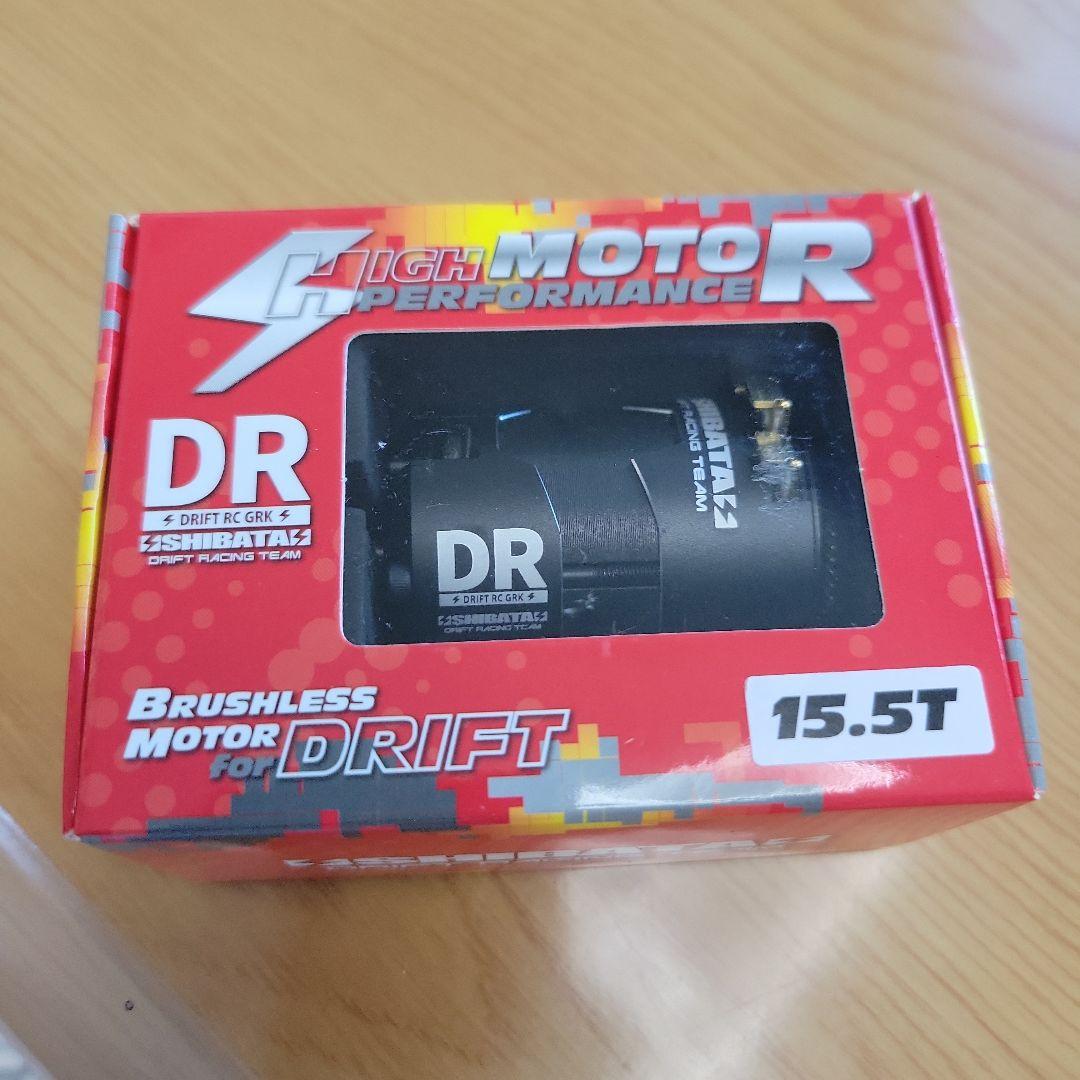 HIGH MOTOR
PERFORMANCE
DR
DRIFT RC GRK
SHIBATA
DRIFT RACING TEAM
SHIBATA
RACING TEAM
DR
DRIFT RC GRK
SHIBATA
DRIFT RACING TEAM
BRUSHLESS
MOTOR
for DRIFT
15.5T
SHIBATA